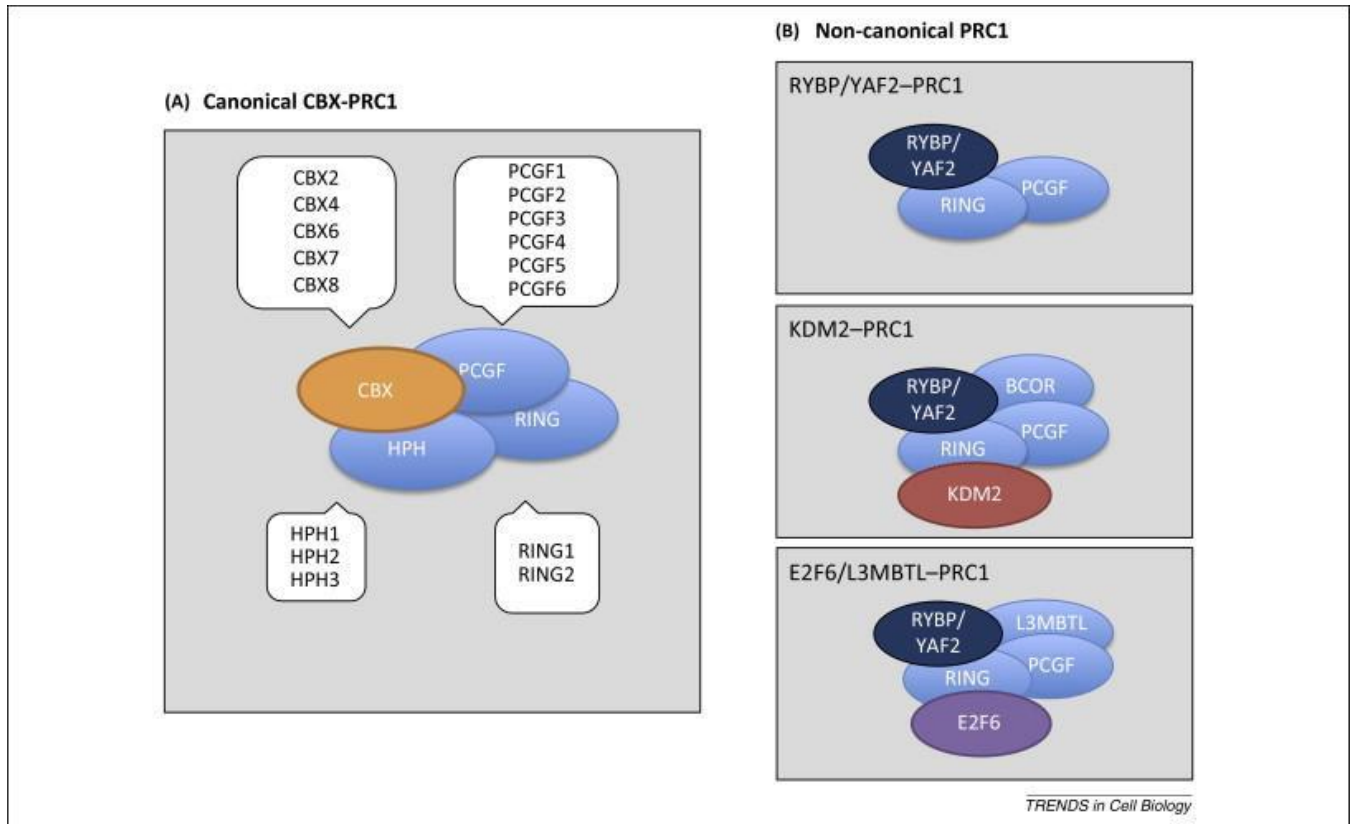 (A) Canonical CBX-PRC1
CBX2
CBX4
CBX6
CBX7
CBX8
PCGF1
PCGF2
PCGF3
PCGF4
PCGF5
PCGF6
CBX
PCGF
RING
HPH
HPH1
HPH2
HPH3
RING1
RING2
(B) Non-canonical PRC1
RYBP/YAF2–PRC1
RYBP/
YAF2
RING
PCGF
KDM2–PRC1
RYBP/
YAF2
BCOR
PCGF
RING
KDM2
E2F6/L3MBTL–PRC1
RYBP/
YAF2
L3MBTL
PCGF
RING
E2F6
TRENDS in Cell Biology